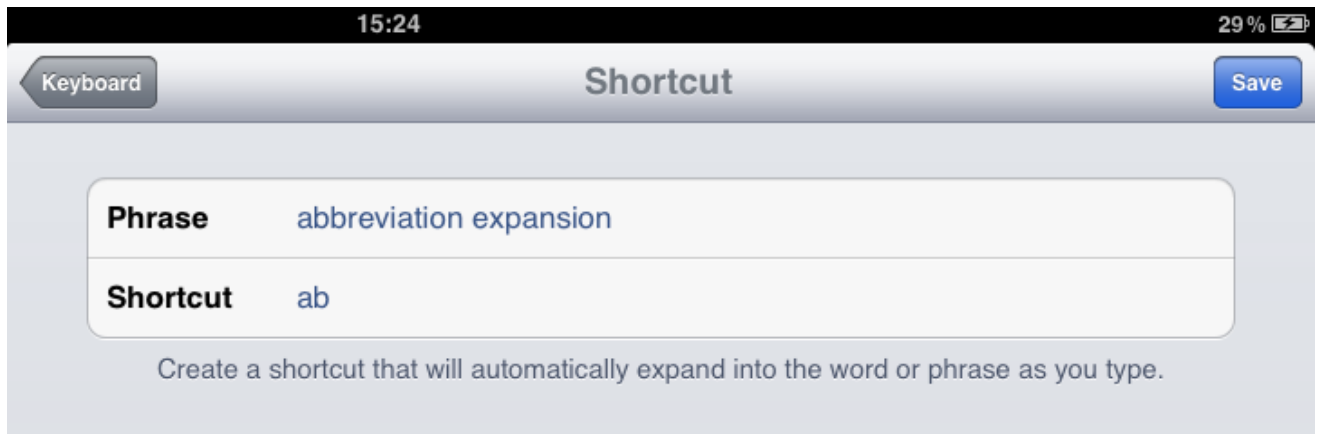 15:24 29%
Keyboard Shortcut Save
Phrase abbreviation expansion
Shortcut ab
Create a shortcut that will automatically expand into the word or phrase as you type.